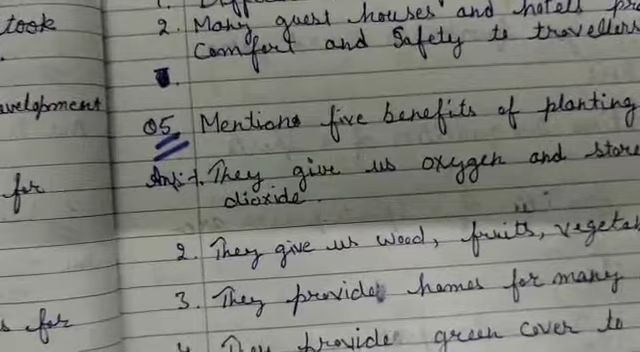 took
2. Many guest houses and hotels
Comfort and Safety to travellers
evelopment
Q5. Mentions five benefits of planting
Ans: 1. They give us oxygen and store
for
dioxide.
2. They give us wood, fruits,
3. They provide homes for many
for
4. They provide green cover to